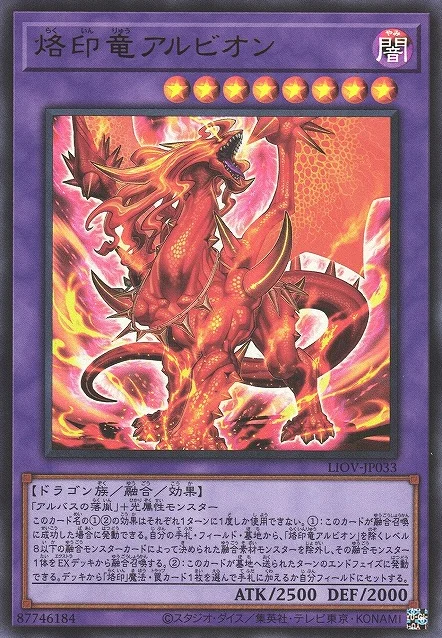 烙印竜アルビオン
闇
LIOV-JP033
【ドラゴン族／融合／効果】
「アルバスの落胤」＋光属性モンスター
このカード名の①②の効果はそれぞれ1ターンに1度しか使用できない。①：このカードが融合召喚
に成功した場合に発動できる。自分の手札・フィールド・墓地から、「烙印竜アルビオン」を除くレベル
8以下の融合モンスターカードによって決められた融合素材モンスターを除外し、その融合モンスター
1体をEXデッキから融合召喚する。②：このカードが墓地へ送られたターンのエンドフェイズに発動
できる。デッキから「烙印」魔法・罠カード1枚を選んで手札に加えるか自分フィールドにセットする。
ATK/2500 DEF/2000
87746184 ©スタジオ・ダイス／集英社・テレビ東京・KONAMI